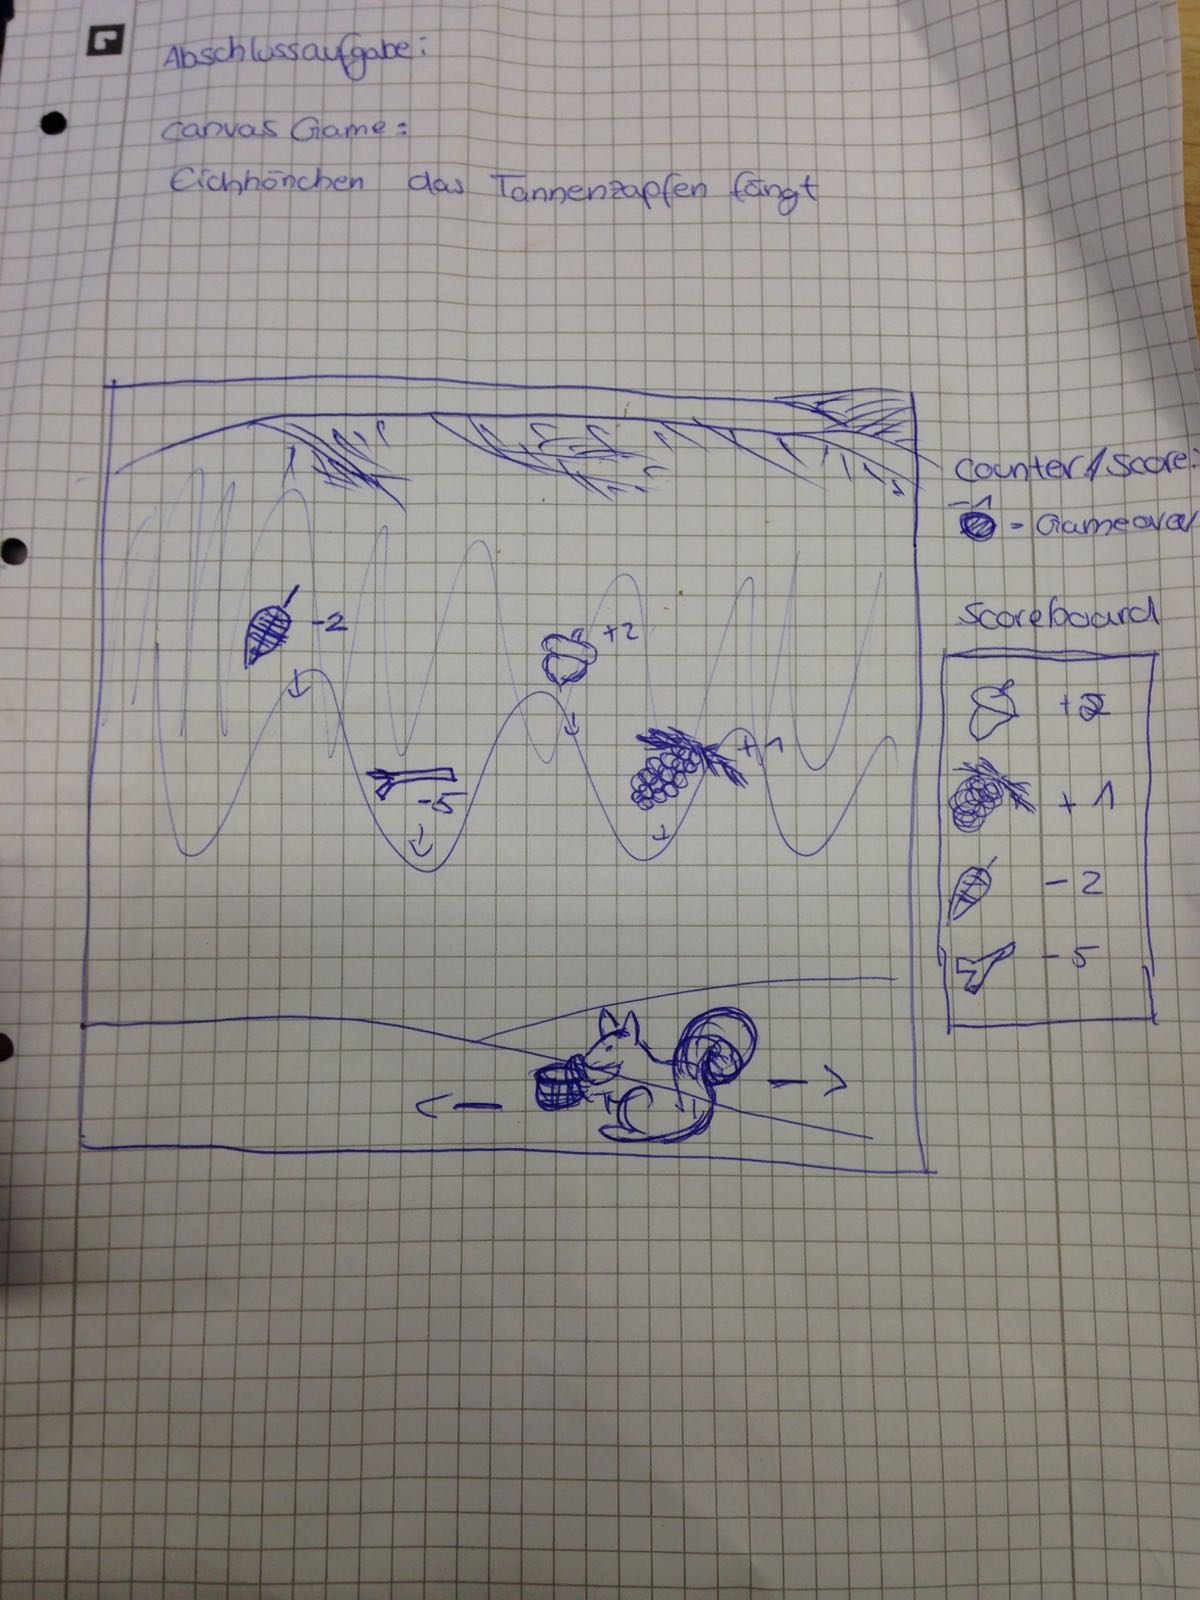 Abschlussaufgabe:
Canvas Game:
Eichhönchen das Tannenzapfen fängt
Counter/Score:
-1
= Gameover
-2
+2
Scoreboard
+2
+1
-5
+1
-2
-5